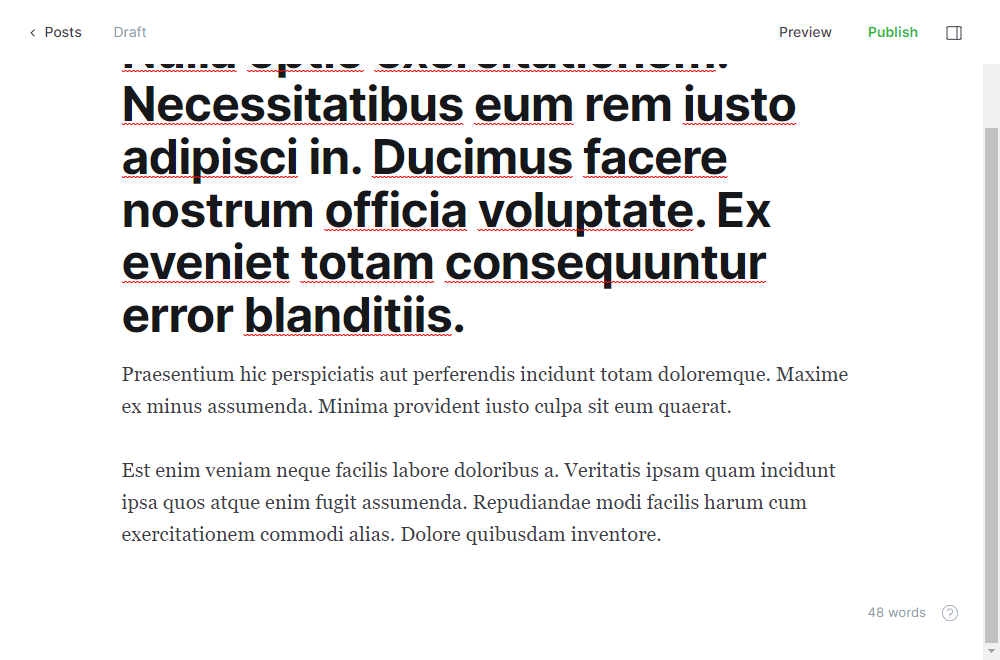 Posts
Draft
Preview
Publish
Nulla optio exercitationem.
Necessitatibus eum rem iusto
adipisci in. Ducimus facere
nostrum officia voluptate. Ex
eveniet totam consequuntur
error blanditiis.
Praesentium hic perspiciatis aut perferendis incidunt totam doloremque. Maxime
ex minus assumenda. Minima provident iusto culpa sit eum quaerat.
Est enim veniam neque facilis labore doloribus a. Veritatis ipsam quam incidunt
ipsa quos atque enim fugit assumenda. Repudiandae modi facilis harum cum
exercitationem commodi alias. Dolore quibusdam inventore.
48 words
?